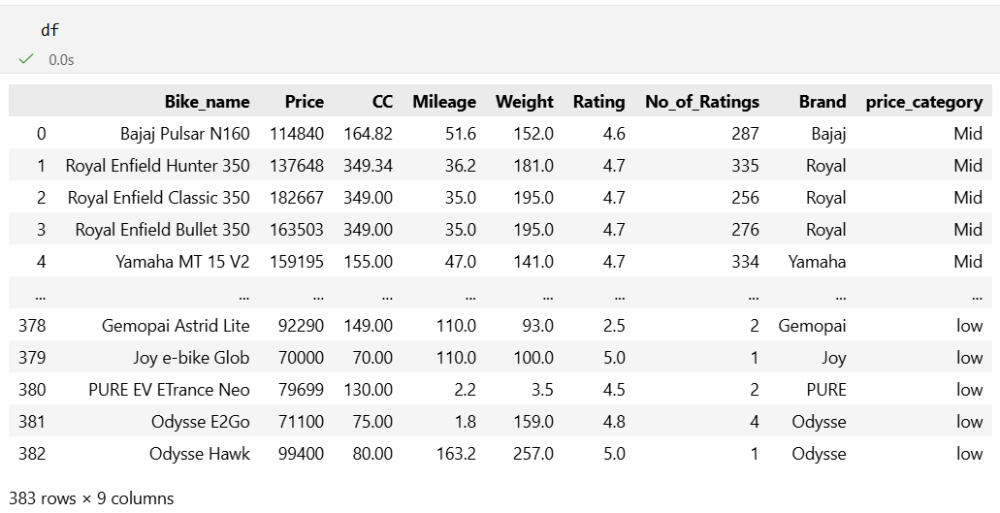 df
0.0s
Bike_name Price CC Mileage Weight Rating No_of_Ratings Brand price_category
0 Bajaj Pulsar N160 114840 164.82 51.6 152.0 4.6 287 Bajaj Mid
1 Royal Enfield Hunter 350 137648 349.34 36.2 181.0 4.7 335 Royal Mid
2 Royal Enfield Classic 350 182667 349.00 35.0 195.0 4.7 256 Royal Mid
3 Royal Enfield Bullet 350 163503 349.00 35.0 195.0 4.7 276 Royal Mid
4 Yamaha MT 15 V2 159195 155.00 47.0 141.0 4.7 334 Yamaha Mid
... ... ... ... ... ... ... ... ... ...
378 Gemopai Astrid Lite 92290 149.00 110.0 93.0 2.5 2 Gemopai low
379 Joy e-bike Glob 70000 70.00 110.0 100.0 5.0 1 Joy low
380 PURE EV ETrance Neo 79699 130.00 2.2 3.5 4.5 2 PURE low
381 Odysse E2Go 71100 75.00 1.8 159.0 4.8 4 Odysse low
382 Odysse Hawk 99400 80.00 163.2 257.0 5.0 1 Odysse low
383 rows × 9 columns